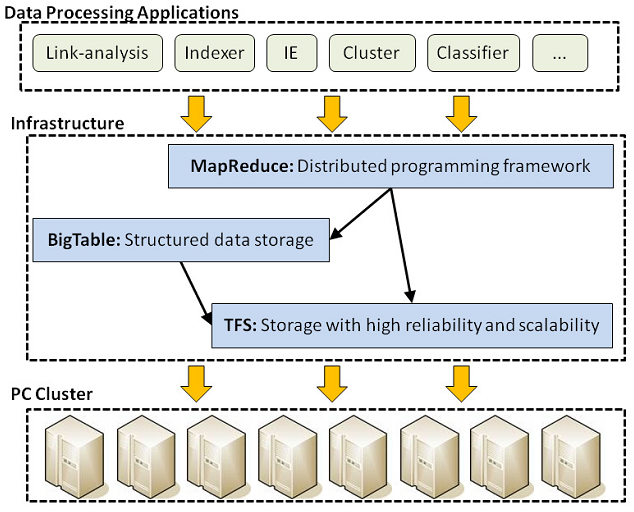 Data Processing Applications
Link-analysis Indexer IE Cluster Classifier ...
Infrastructure
MapReduce: Distributed programming framework
BigTable: Structured data storage
TFS: Storage with high reliability and scalability
PC Cluster